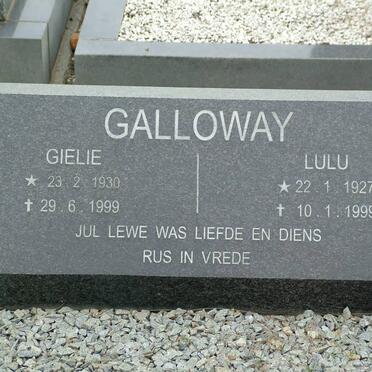 GALLOWAY
GIELIE LULU
★ 23.2.1930 ★ 22.1.1927
✝ 29.6.1999 ✝ 10.1.1999
JUL LEWE WAS LIEFDE EN DIENS
RUS IN VREDE